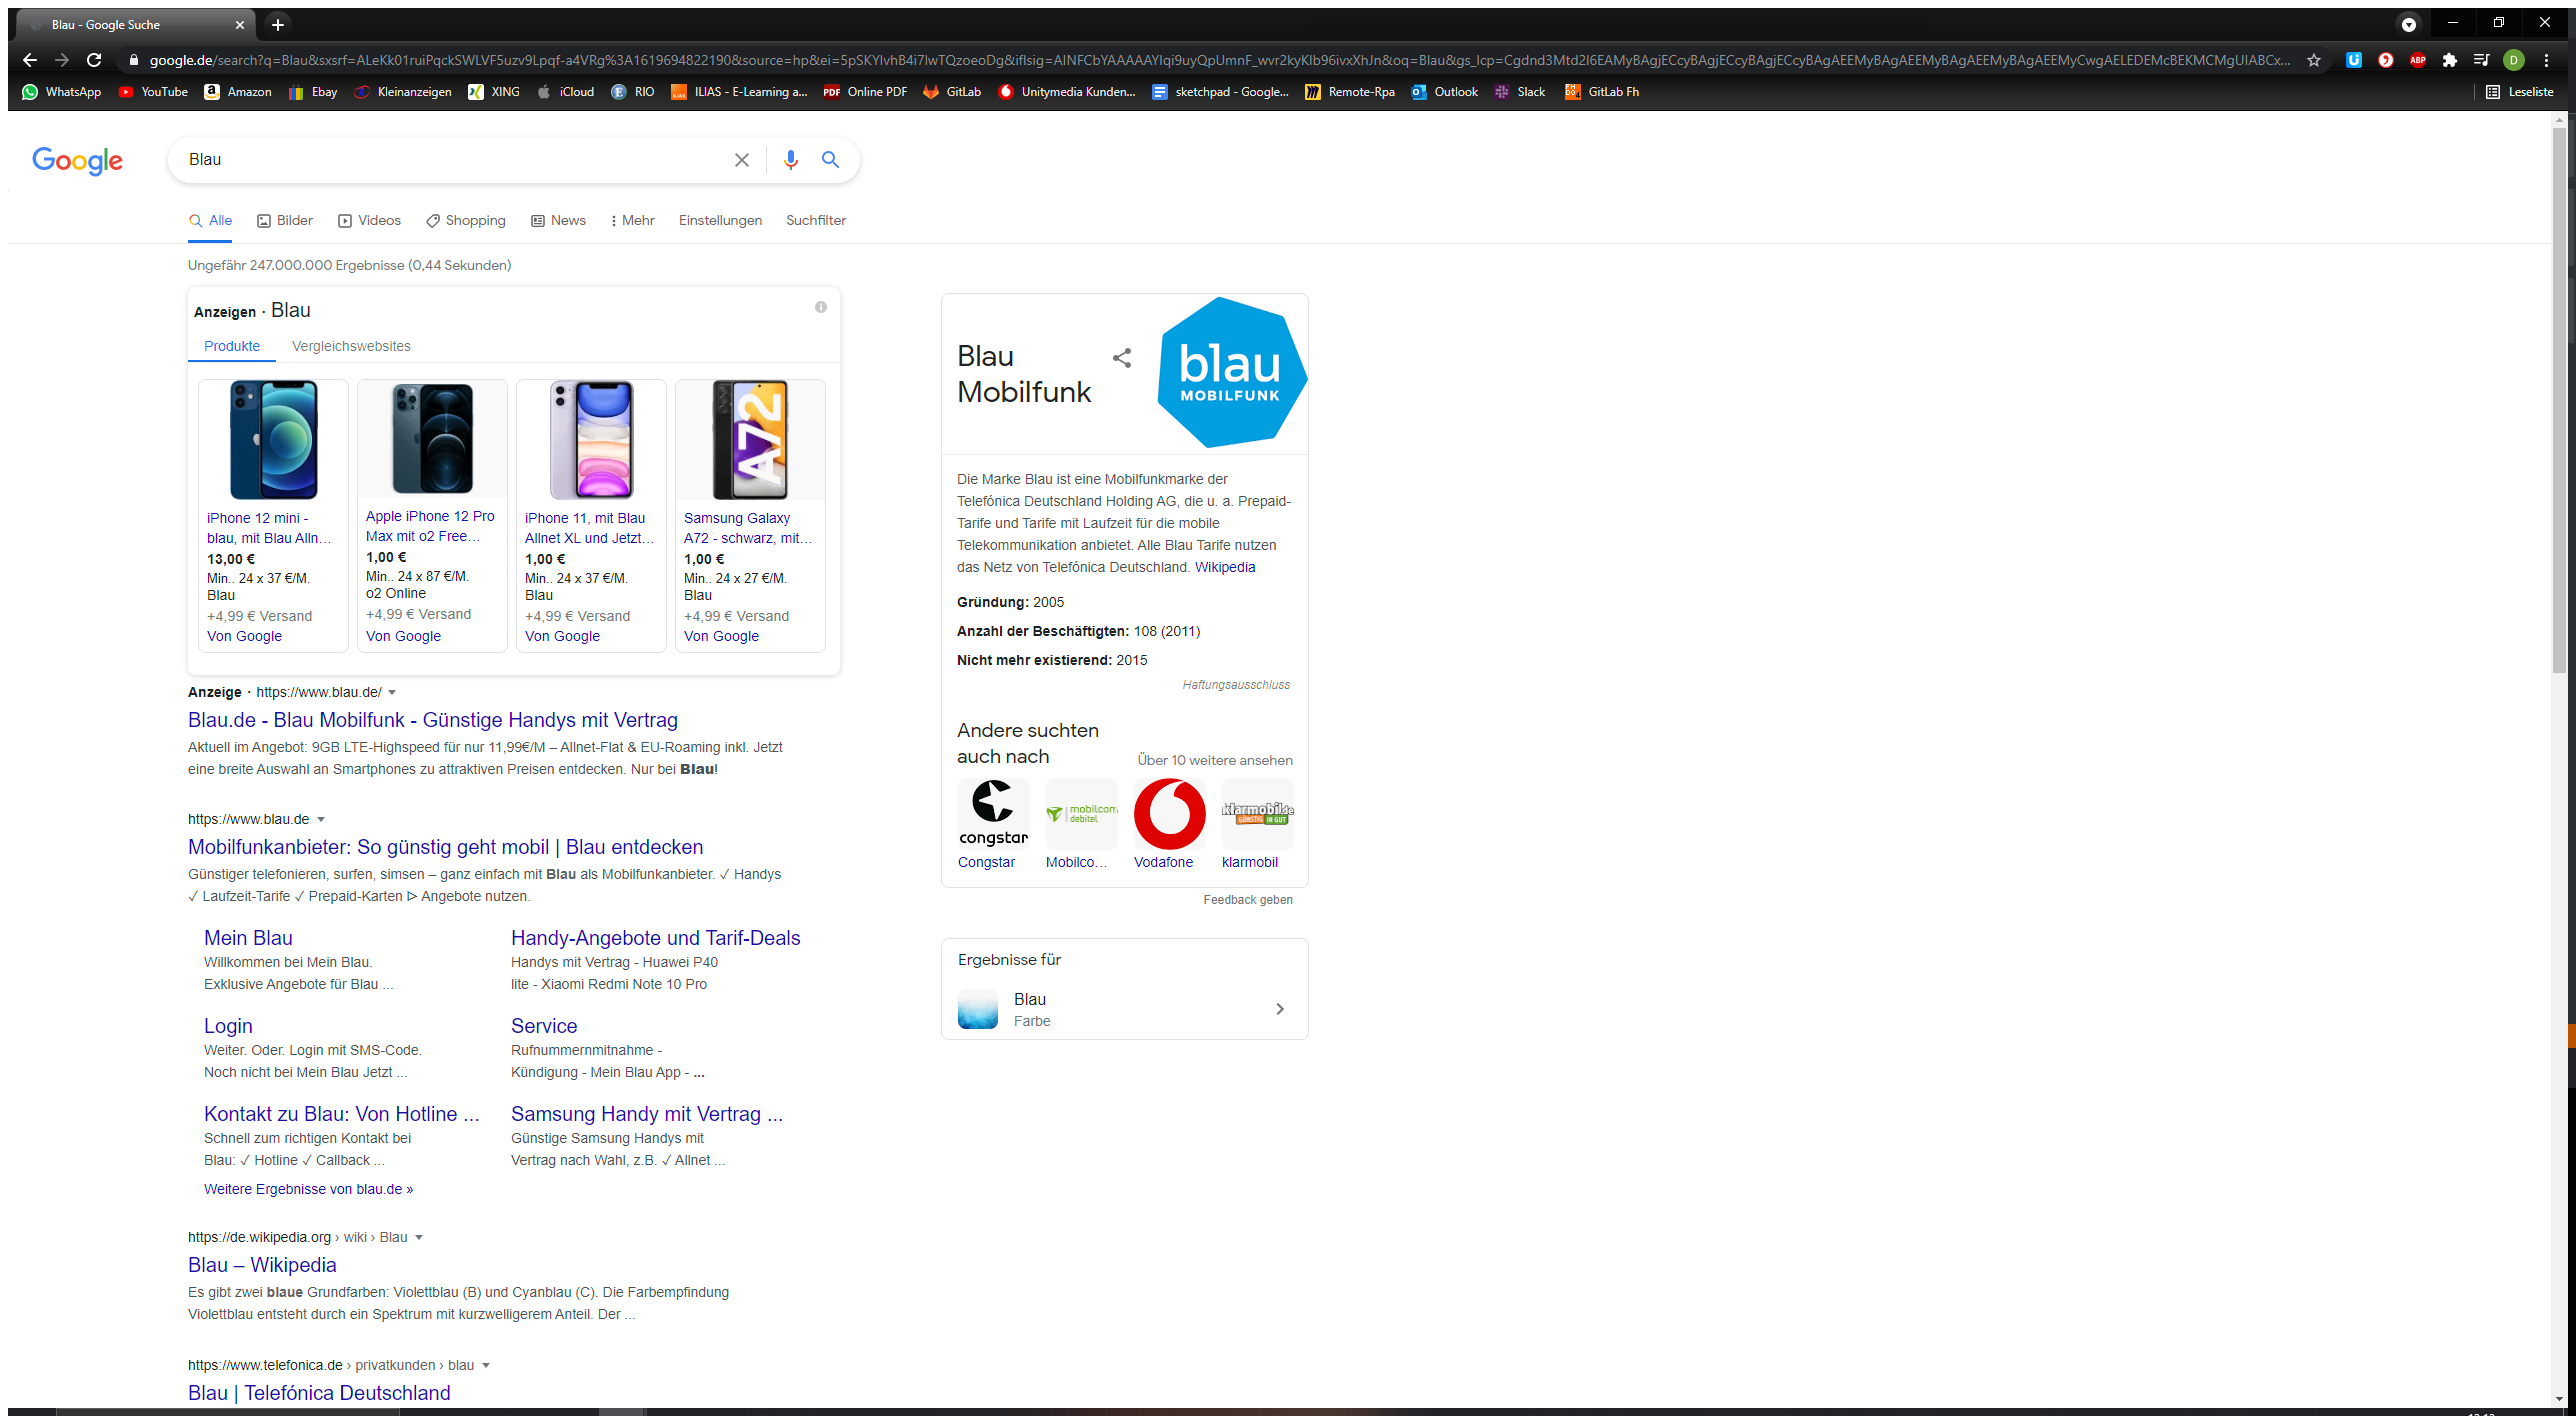 Blau - Google Suche
google.de/search?q=Blau&sxsrf=ALeKk01ruiPqckSWLVF5uzv9Lpqf-a4VRg%3A1619694822190&source=hp&ei=5pSKYIvhB4i7lwTQzoeoDg&iflsig=AINFCbYAAAAAYIqi9uyQpUmnF_wvr2kyKIb96ivxXhJn&oq=Blau&gs_lcp=Cgdnd3Mtd2l6EAMyBAgjECcyBAgjECcyBAgjECcyBAgAEEMyBAgAEEMyBAgAEEMyBAgAEEMyCwgAELEDEMcBEKMCMgUIABCx...
ABP
D
WhatsApp YouTube Amazon Ebay Kleinanzeigen XING iCloud RIO ILIAS - E-Learning a... Online PDF GitLab Unitymedia Kunden... sketchpad - Google... Remote-Rpa Outlook Slack GitLab Fh Leseliste
Google
Blau
Alle Bilder Videos Shopping News Mehr Einstellungen Suchfilter
Ungefähr 247.000.000 Ergebnisse (0,44 Sekunden)
Anzeigen · Blau
Produkte Vergleichswebsites
A72
iPhone 12 mini -
blau, mit Blau Alln...
13,00 €
Min.. 24 x 37 €/M.
Blau
+4,99 € Versand
Von Google
Apple iPhone 12 Pro
Max mit o2 Free...
1,00 €
Min.. 24 x 87 €/M.
o2 Online
+4,99 € Versand
Von Google
iPhone 11, mit Blau
Allnet XL und Jetzt...
1,00 €
Min.. 24 x 37 €/M.
Blau
+4,99 € Versand
Von Google
Samsung Galaxy
A72 - schwarz, mit...
1,00 €
Min.. 24 x 27 €/M.
Blau
+4,99 € Versand
Von Google
Anzeige · https://www.blau.de/
Blau.de - Blau Mobilfunk - Günstige Handys mit Vertrag
Aktuell im Angebot: 9GB LTE-Highspeed für nur 11,99€/M – Allnet-Flat & EU-Roaming inkl. Jetzt
eine breite Auswahl an Smartphones zu attraktiven Preisen entdecken. Nur bei Blau!
https://www.blau.de
Mobilfunkanbieter: So günstig geht mobil | Blau entdecken
Günstiger telefonieren, surfen, simsen – ganz einfach mit Blau als Mobilfunkanbieter. ✓ Handys
✓ Laufzeit-Tarife ✓ Prepaid-Karten ᐅ Angebote nutzen.
Mein Blau
Willkommen bei Mein Blau.
Exklusive Angebote für Blau ...
Handy-Angebote und Tarif-Deals
Handys mit Vertrag - Huawei P40
lite - Xiaomi Redmi Note 10 Pro
Login
Weiter. Oder. Login mit SMS-Code.
Noch nicht bei Mein Blau Jetzt ...
Service
Rufnummernmitnahme -
Kündigung - Mein Blau App - ...
Kontakt zu Blau: Von Hotline ...
Schnell zum richtigen Kontakt bei
Blau: ✓ Hotline ✓ Callback ...
Samsung Handy mit Vertrag ...
Günstige Samsung Handys mit
Vertrag nach Wahl, z.B. ✓ Allnet ...
Weitere Ergebnisse von blau.de »
https://de.wikipedia.org › wiki › Blau
Blau – Wikipedia
Es gibt zwei blaue Grundfarben: Violettblau (B) und Cyanblau (C). Die Farbempfindung
Violettblau entsteht durch ein Spektrum mit kurzwelligerem Anteil. Der ...
https://www.telefonica.de › privatkunden › blau
Blau | Telefónica Deutschland
Blau
Mobilfunk
blau
MOBILFUNK
Die Marke Blau ist eine Mobilfunkmarke der
Telefónica Deutschland Holding AG, die u. a. Prepaid-
Tarife und Tarife mit Laufzeit für die mobile
Telekommunikation anbietet. Alle Blau Tarife nutzen
das Netz von Telefónica Deutschland. Wikipedia
Gründung: 2005
Anzahl der Beschäftigten: 108 (2011)
Nicht mehr existierend: 2015
Haftungsausschluss
Andere suchten
auch nach
Über 10 weitere ansehen
congstar
mobilcom
debitel
klarmobil.de
GÜNSTIG IN GUT
Congstar Mobilco... Vodafone klarmobil
Feedback geben
Ergebnisse für
Blau
Farbe